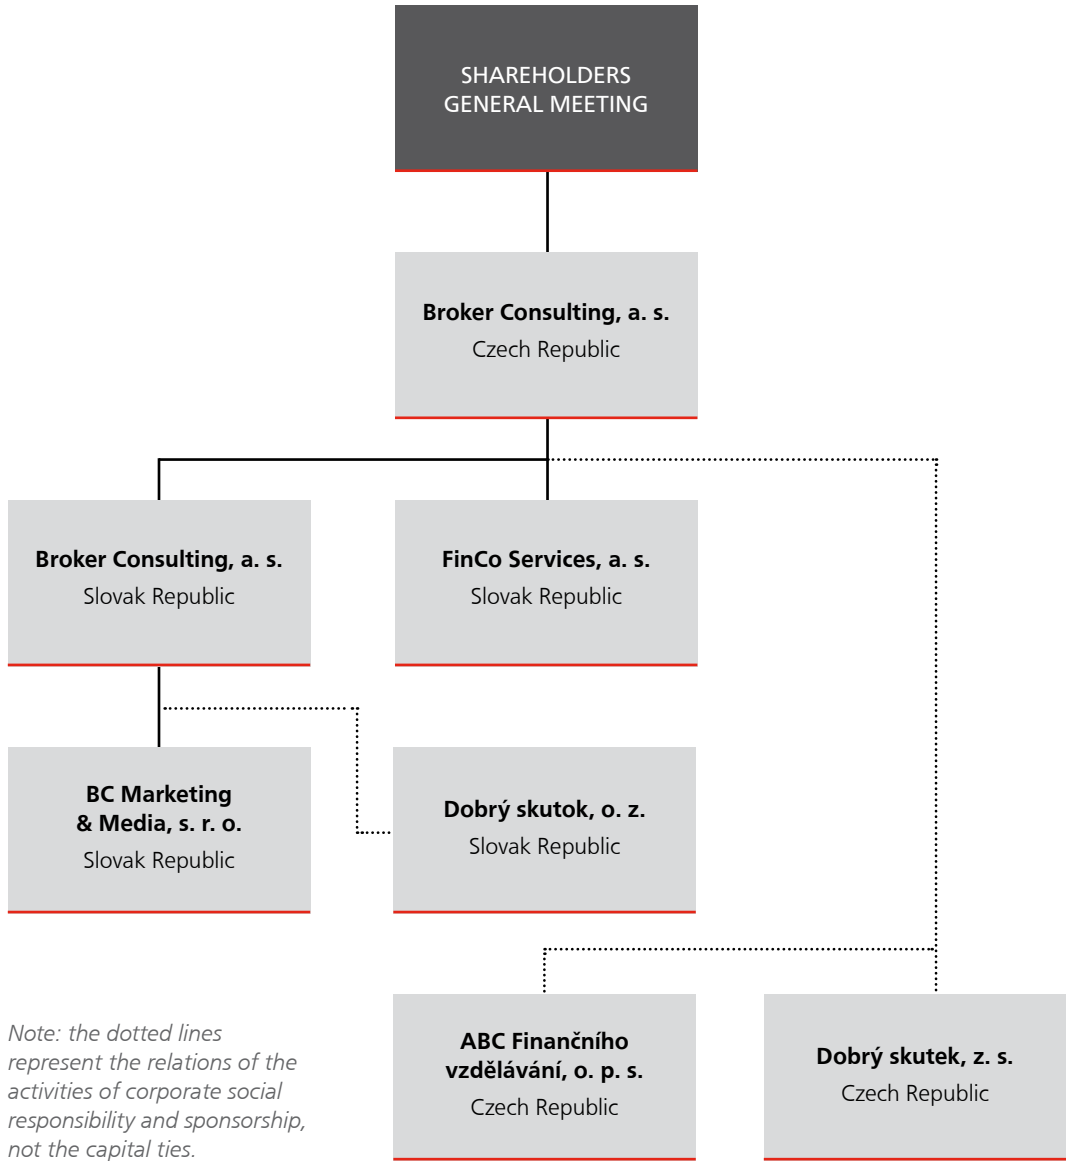 SHAREHOLDERS
GENERAL MEETING
Broker Consulting, a. s.
Czech Republic
Broker Consulting, a. s.
Slovak Republic
FinCo Services, a. s.
Slovak Republic
BC Marketing
& Media, s. r. o.
Slovak Republic
Dobrý skutok, o. z.
Slovak Republic
ABC Finančního
vzdělávání, o. p. s.
Czech Republic
Dobrý skutek, z. s.
Czech Republic
Note: the dotted lines
represent the relations of the
activities of corporate social
responsibility and sponsorship,
not the capital ties.